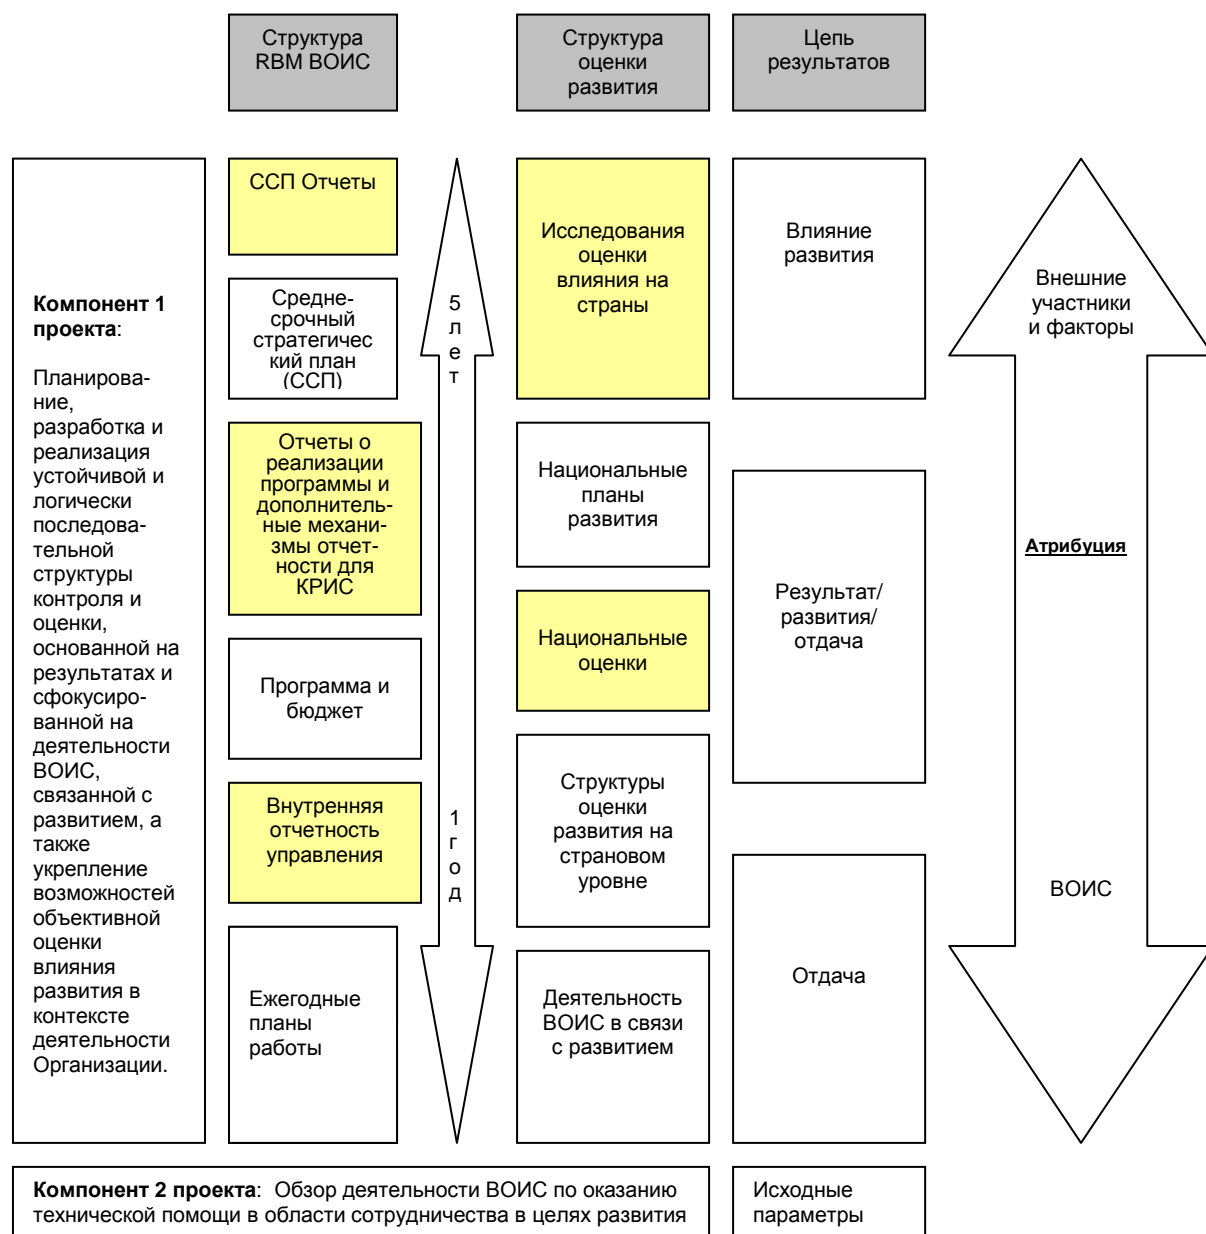 Структура
RBM ВОИС
Структура
оценки
развития
Цепь
результатов
Компонент 1
проекта:
Планирова-
ние,
разработка и
реализация
устойчивой и
логически
последова-
тельной
структуры
контроля и
оценки,
основанной на
результатах и
сфокусиро-
ванной на
деятельности
ВОИС,
связанной с
развитием, а
также
укрепление
возможностей
объективной
оценки
влияния
развития в
контексте
деятельности
Организации.
ССП Отчеты
Средне-
срочный
стратегичес
кий план
(ССП)
Отчеты о
реализации
программы и
дополнитель-
ные механи-
змы отчет-
ности для
КРИС
Программа и
бюджет
Внутренняя
отчетность
управления
Ежегодные
планы
работы
5
л
е
т
1
г
о
д
Исследования
оценки
влияния на
страны
Национальные
планы
развития
Национальные
оценки
Структуры
оценки
развития на
страновом
уровне
Деятельность
ВОИС в связи
с развитием
Влияние
развития
Результат/
развития/
отдача
Отдача
Внешние
участники
и факторы
Атрибуция
ВОИС
Компонент 2 проекта: Обзор деятельности ВОИС по оказанию
технической помощи в области сотрудничества в целях развития
Исходные
параметры